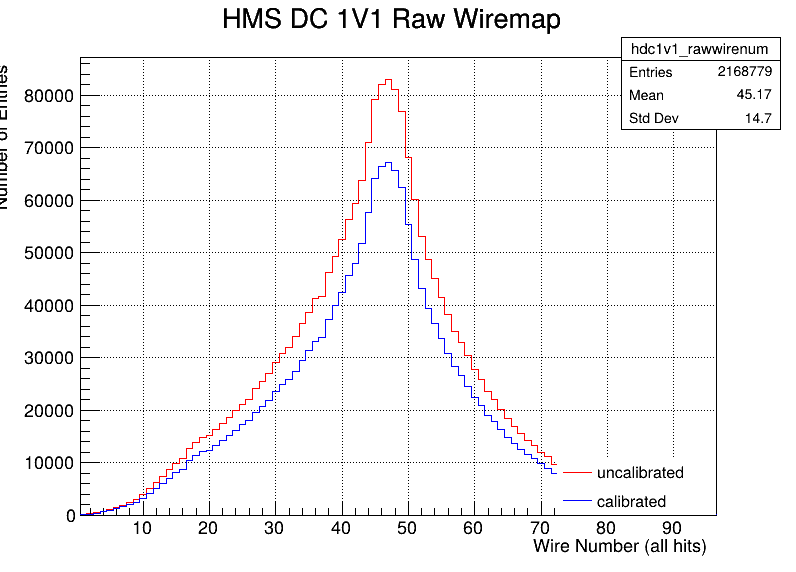 HMS DC 1V1 Raw Wiremap
hdc1v1_rawwirenum
Entries 2168779
Mean 45.17
Std Dev 14.7
Number of Entries
80000
70000
60000
50000
40000
30000
20000
10000
0
10 20 30 40 50 60 70 80 90
Wire Number (all hits)
uncalibrated
calibrated